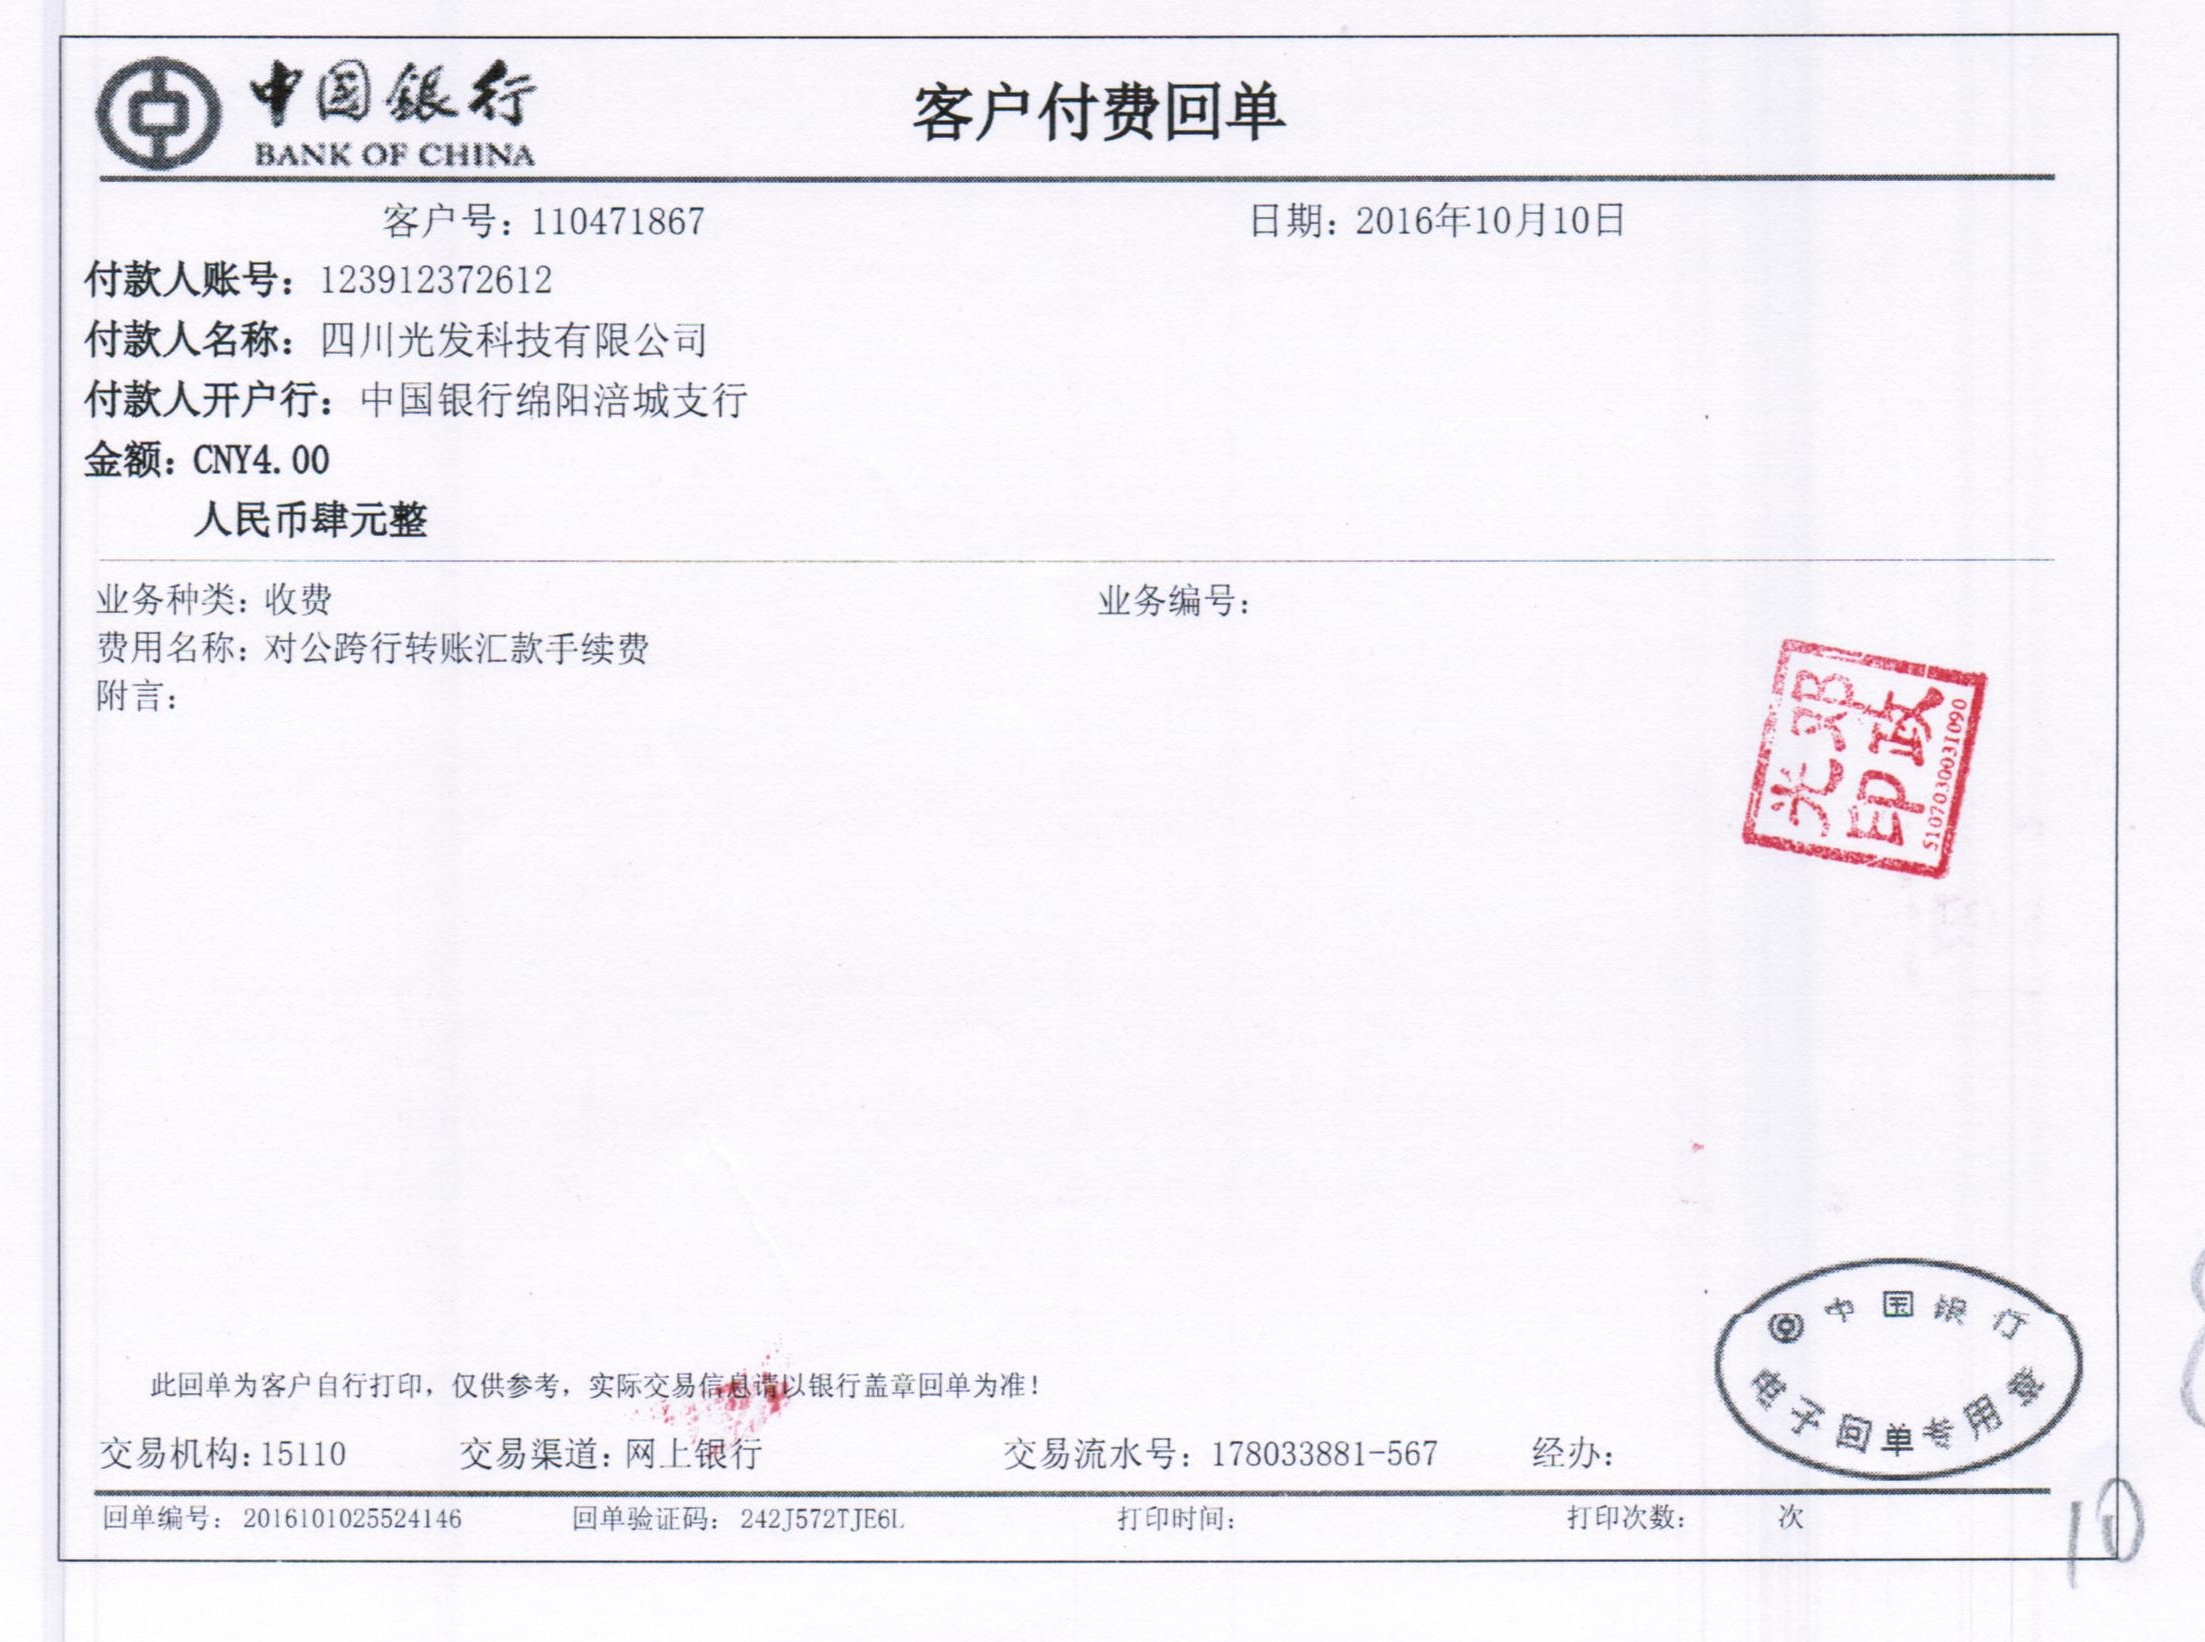 中国银行
BANK OF CHINA
客户付费回单
客户号：110471867 日期：2016年10月10日
付款人账号：123912372612
付款人名称：四川光发科技有限公司
付款人开户行：中国银行绵阳涪城支行
金额：CNY4.00
人民币肆元整
业务种类：收费 业务编号：
费用名称：对公跨行转账汇款手续费
附言：
邓政
光印
5107030031090
中国银行
电子回单专用章
此回单为客户自行打印，仅供参考，实际交易信息请以银行盖章回单为准！
交易机构：15110 交易渠道：网上银行 交易流水号：178033881-567 经办：
回单编号：2016101025524146 回单验证码：242J572TJE6L 打印时间： 打印次数： 次
10